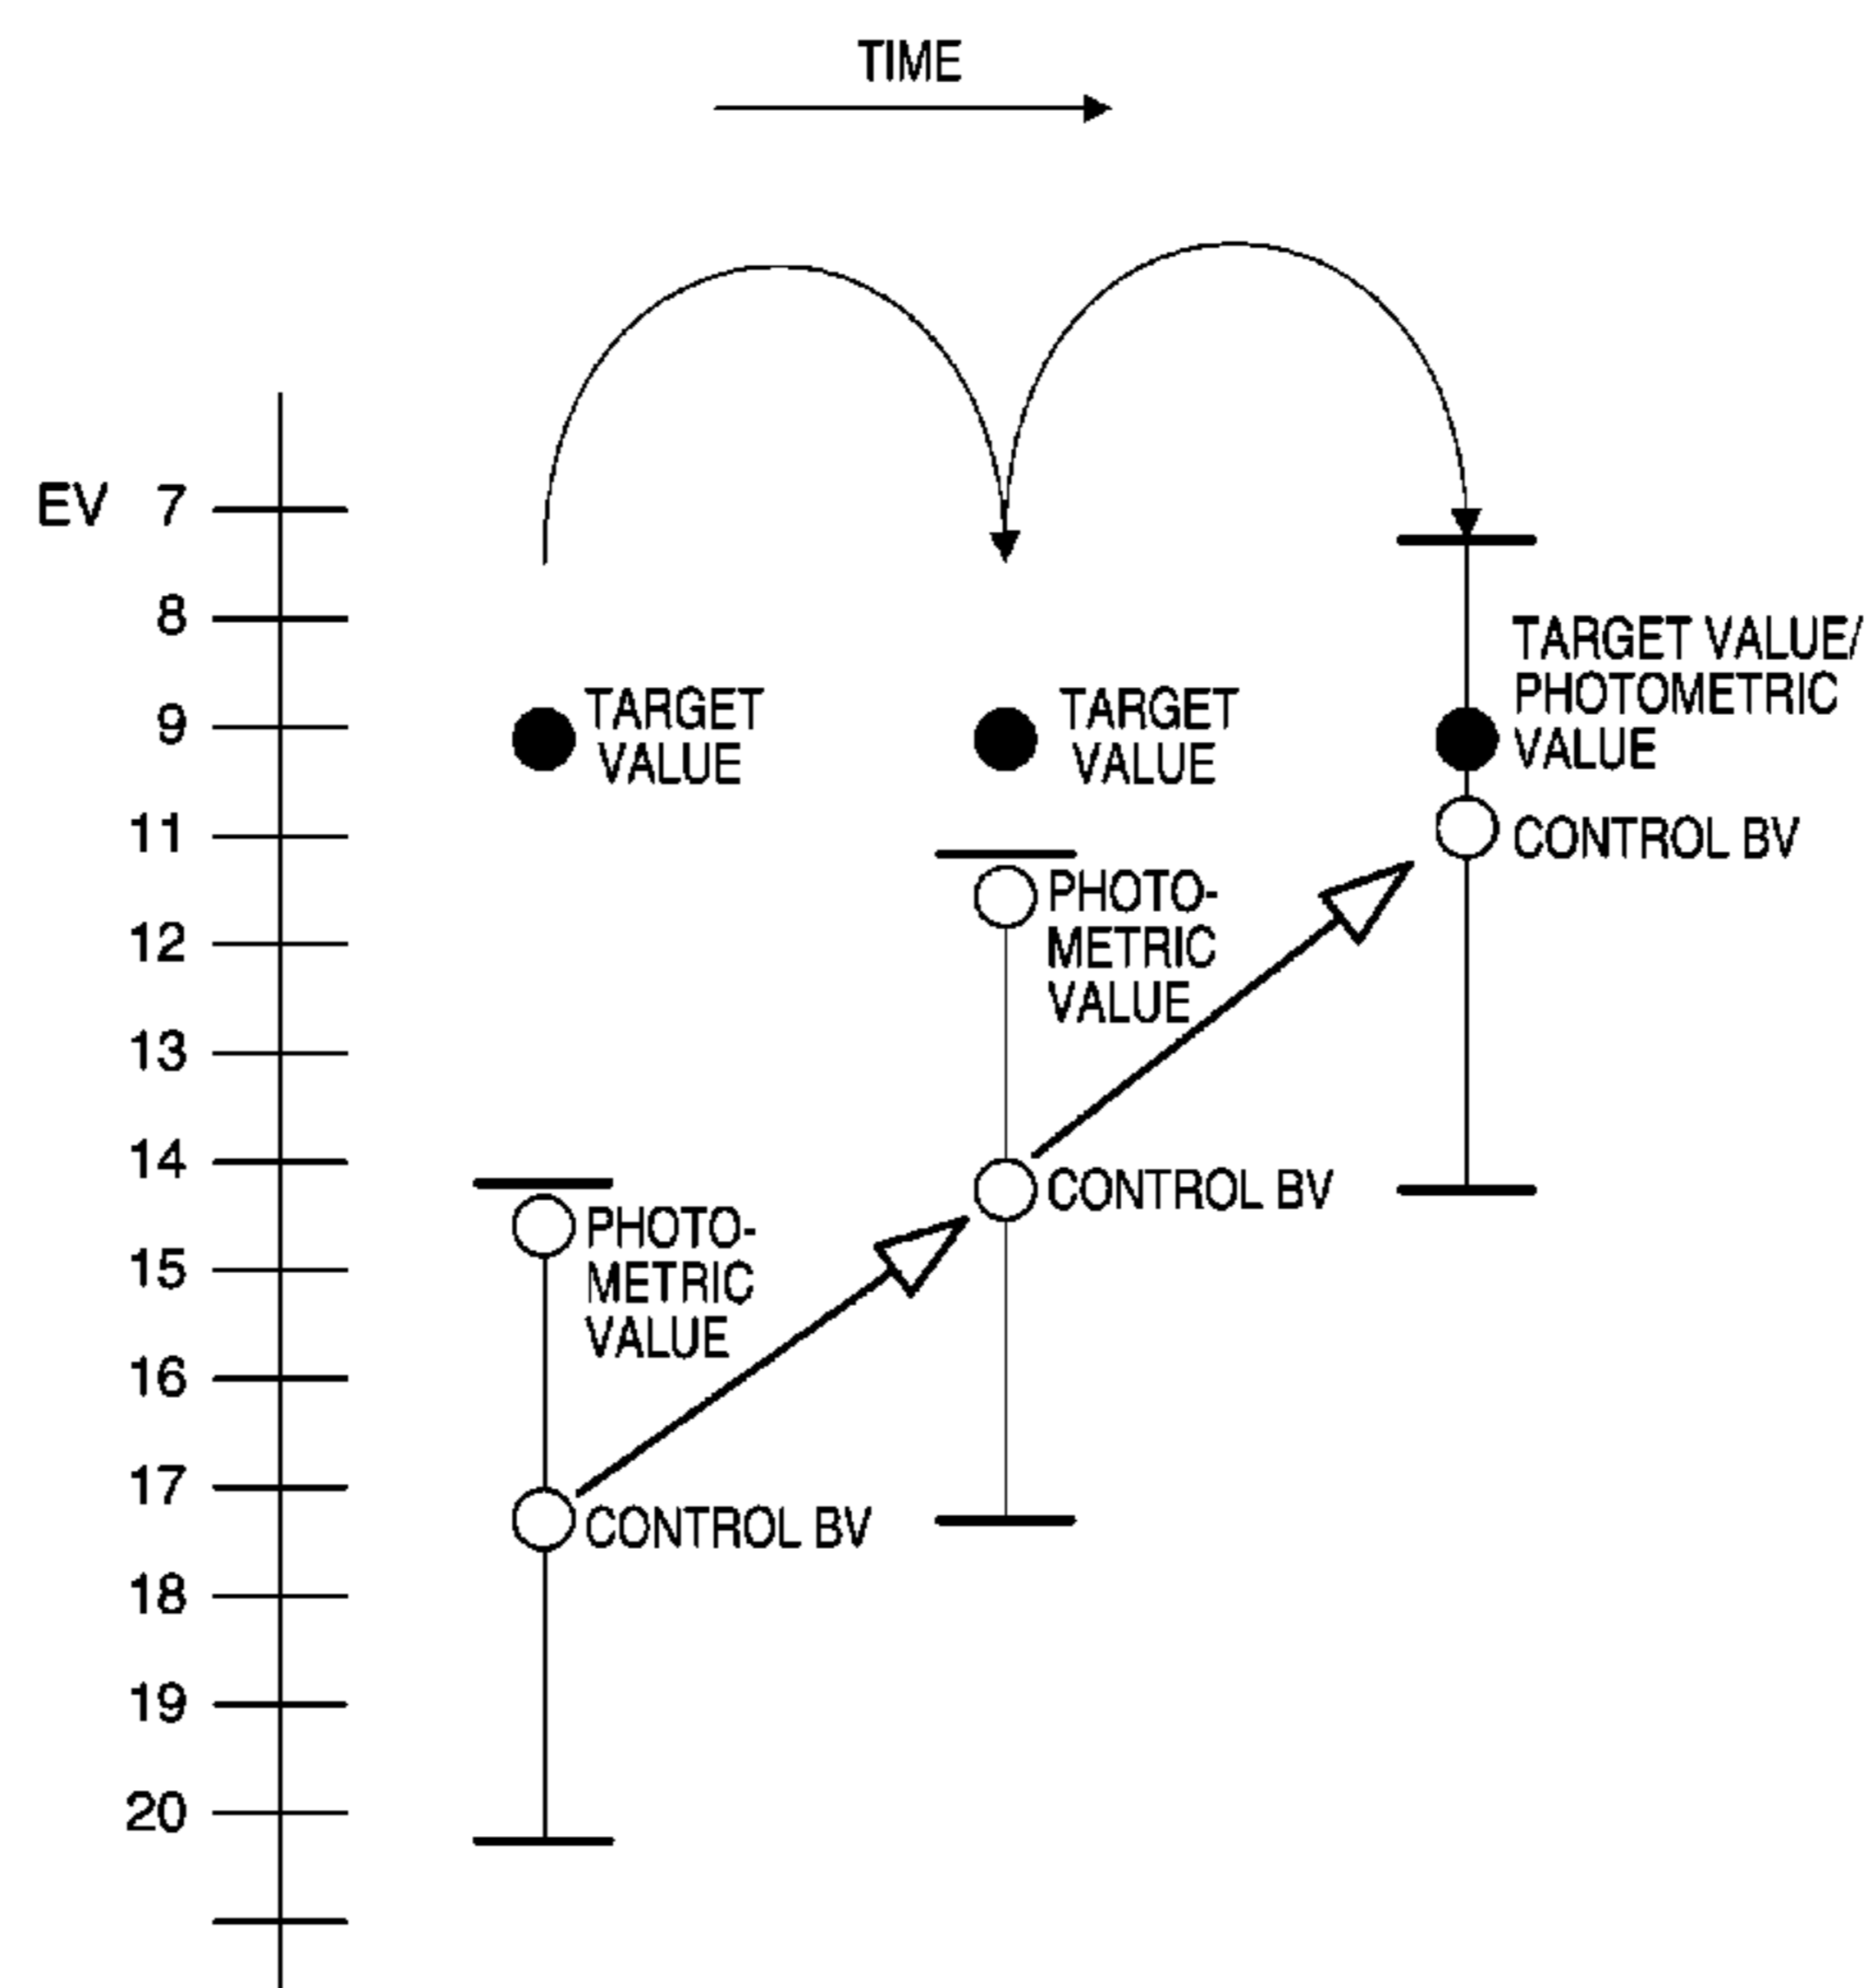 TIME
EV 7
8
9
11
12
13
14
15
16
17
18
19
20
TARGET
VALUE
PHOTO-
METRIC
VALUE
CONTROL BV
TARGET
VALUE
PHOTO-
METRIC
VALUE
CONTROL BV
TARGET VALUE/
PHOTOMETRIC
VALUE
CONTROL BV